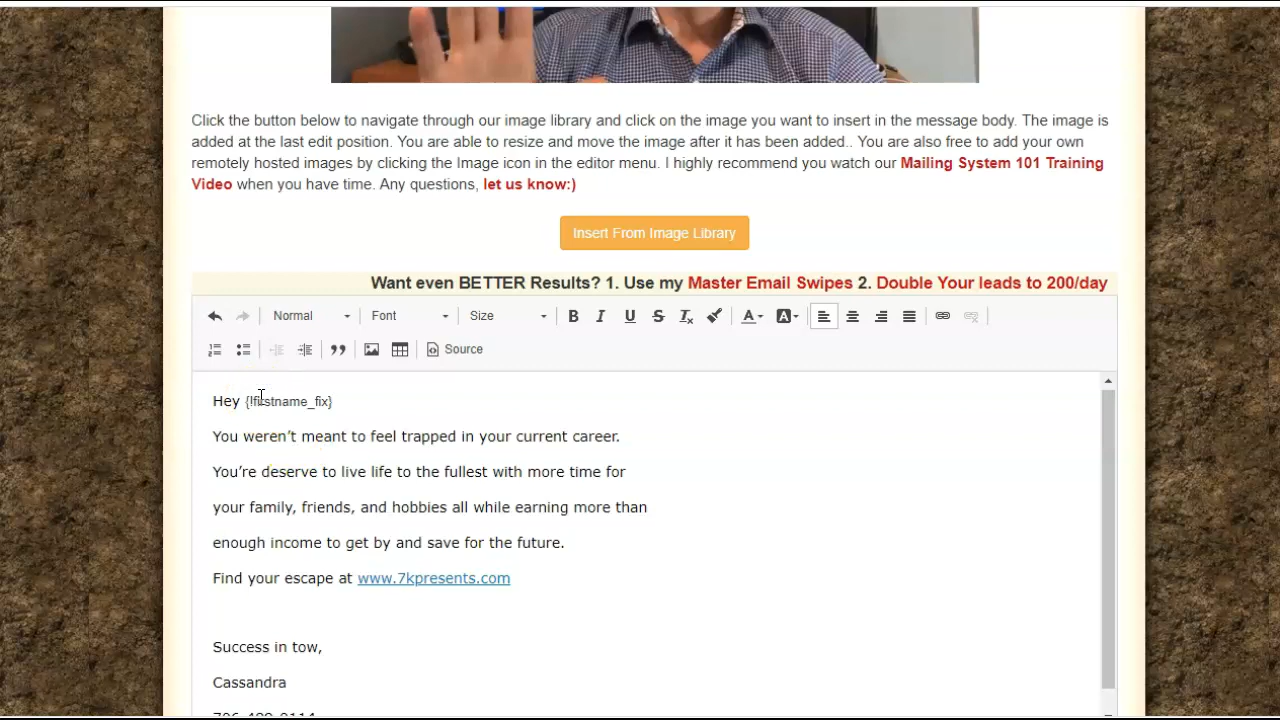 Click the button below to navigate through our image library and click on the image you want to insert in the message body. The image is
added at the last edit position. You are able to resize and move the image after it has been added.. You are also free to add your own
remotely hosted images by clicking the Image icon in the editor menu. I highly recommend you watch our Mailing System 101 Training
Video when you have time. Any questions, let us know:)
Insert From Image Library
Want even BETTER Results? 1. Use my Master Email Swipes 2. Double Your leads to 200/day
Normal Font Size B I U S Ix A A
Source
Hey {!firstname_fix}
You weren't meant to feel trapped in your current career.
You're deserve to live life to the fullest with more time for
your family, friends, and hobbies all while earning more than
enough income to get by and save for the future.
Find your escape at www.7kpresents.com
Success in tow,
Cassandra